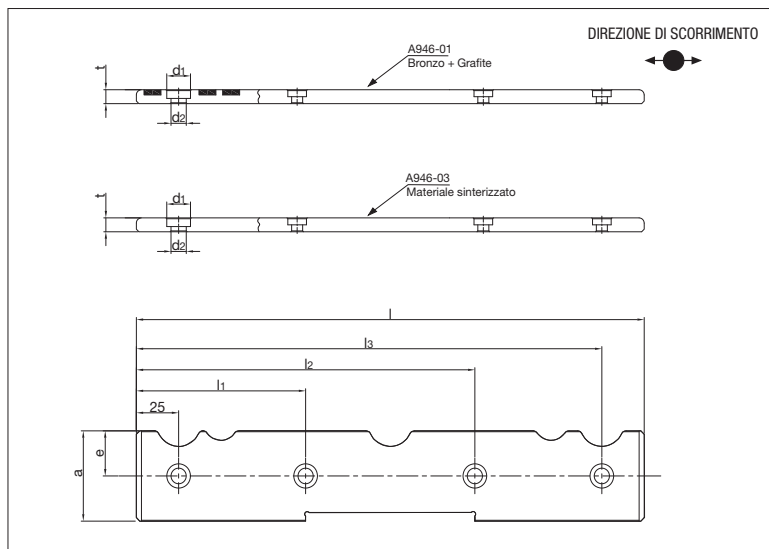 DIREZIONE DI SCORRIMENTO
A946-01
Bronzo + Grafite
t
d1
d2
A946-03
Materiale sinterizzato
t
d1
d2
l
l3
l2
l1
25
a
e